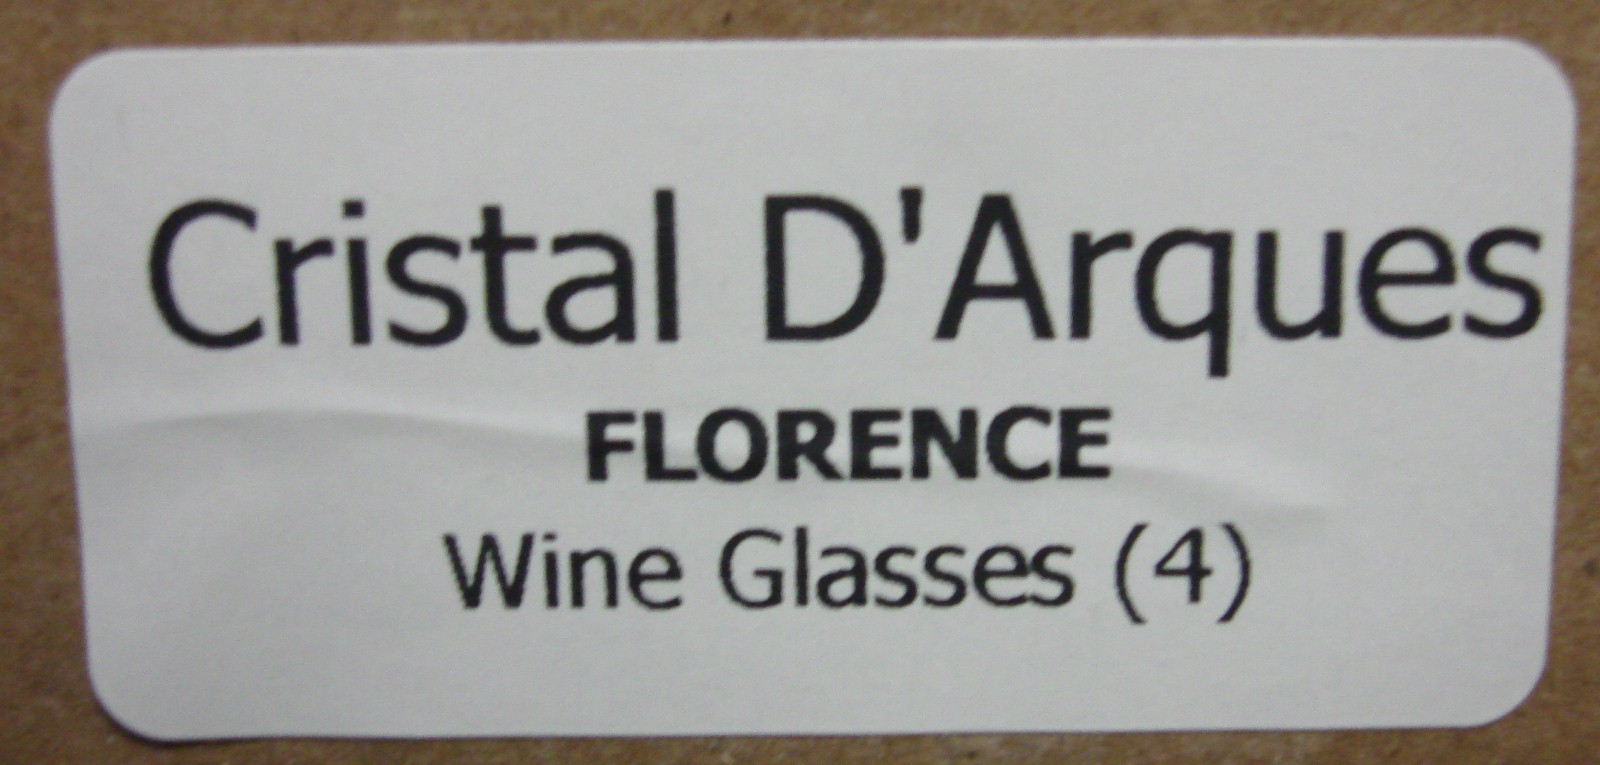 Cristal D'Arques
FLORENCE
Wine Glasses (4)